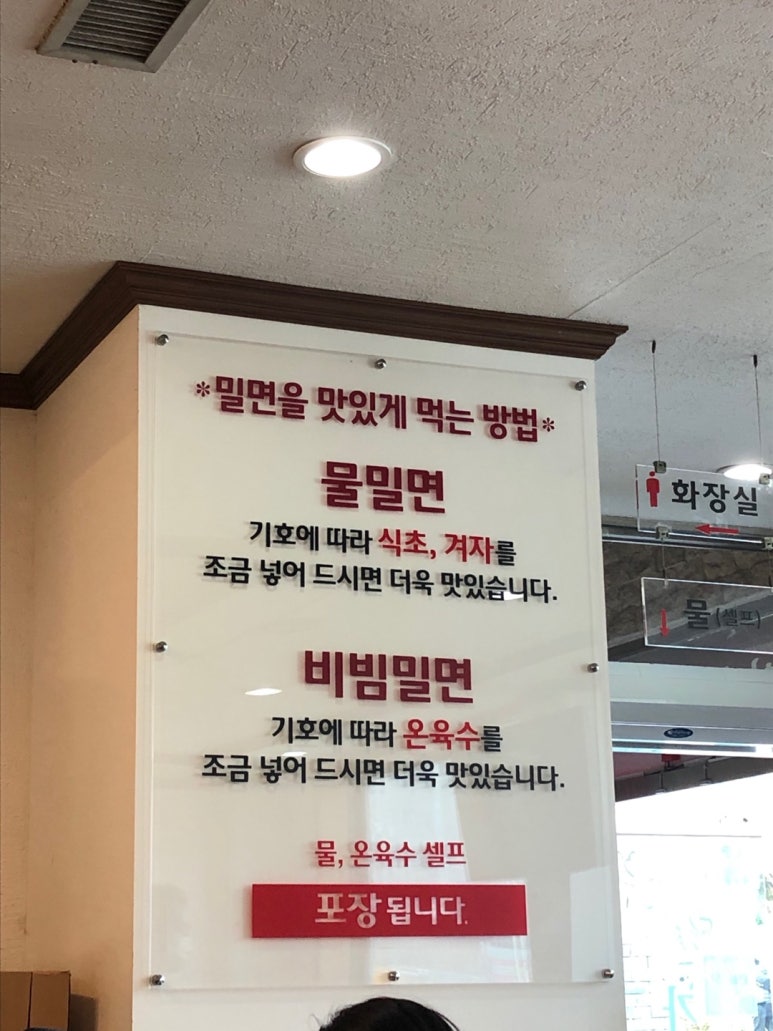 *밀면을 맛있게 먹는 방법*
물밀면
기호에 따라 식초, 겨자를
조금 넣어 드시면 더욱 맛있습니다.
비빔밀면
기호에 따라 온육수를
조금 넣어 드시면 더욱 맛있습니다.
물, 온육수 셀프
포장 됩니다.
화장실
물 (셀프)